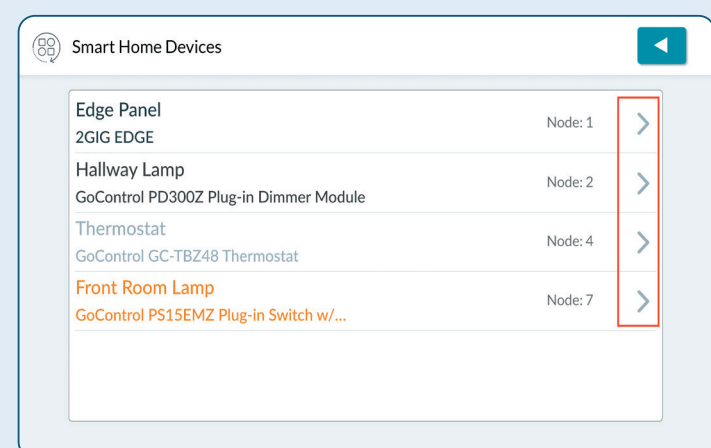 Smart Home Devices
Edge Panel
2GIG EDGE
Node: 1
Hallway Lamp
GoControl PD300Z Plug-in Dimmer Module
Node: 2
Thermostat
GoControl GC-TBZ48 Thermostat
Node: 4
Front Room Lamp
GoControl PS15EMZ Plug-in Switch w/...
Node: 7